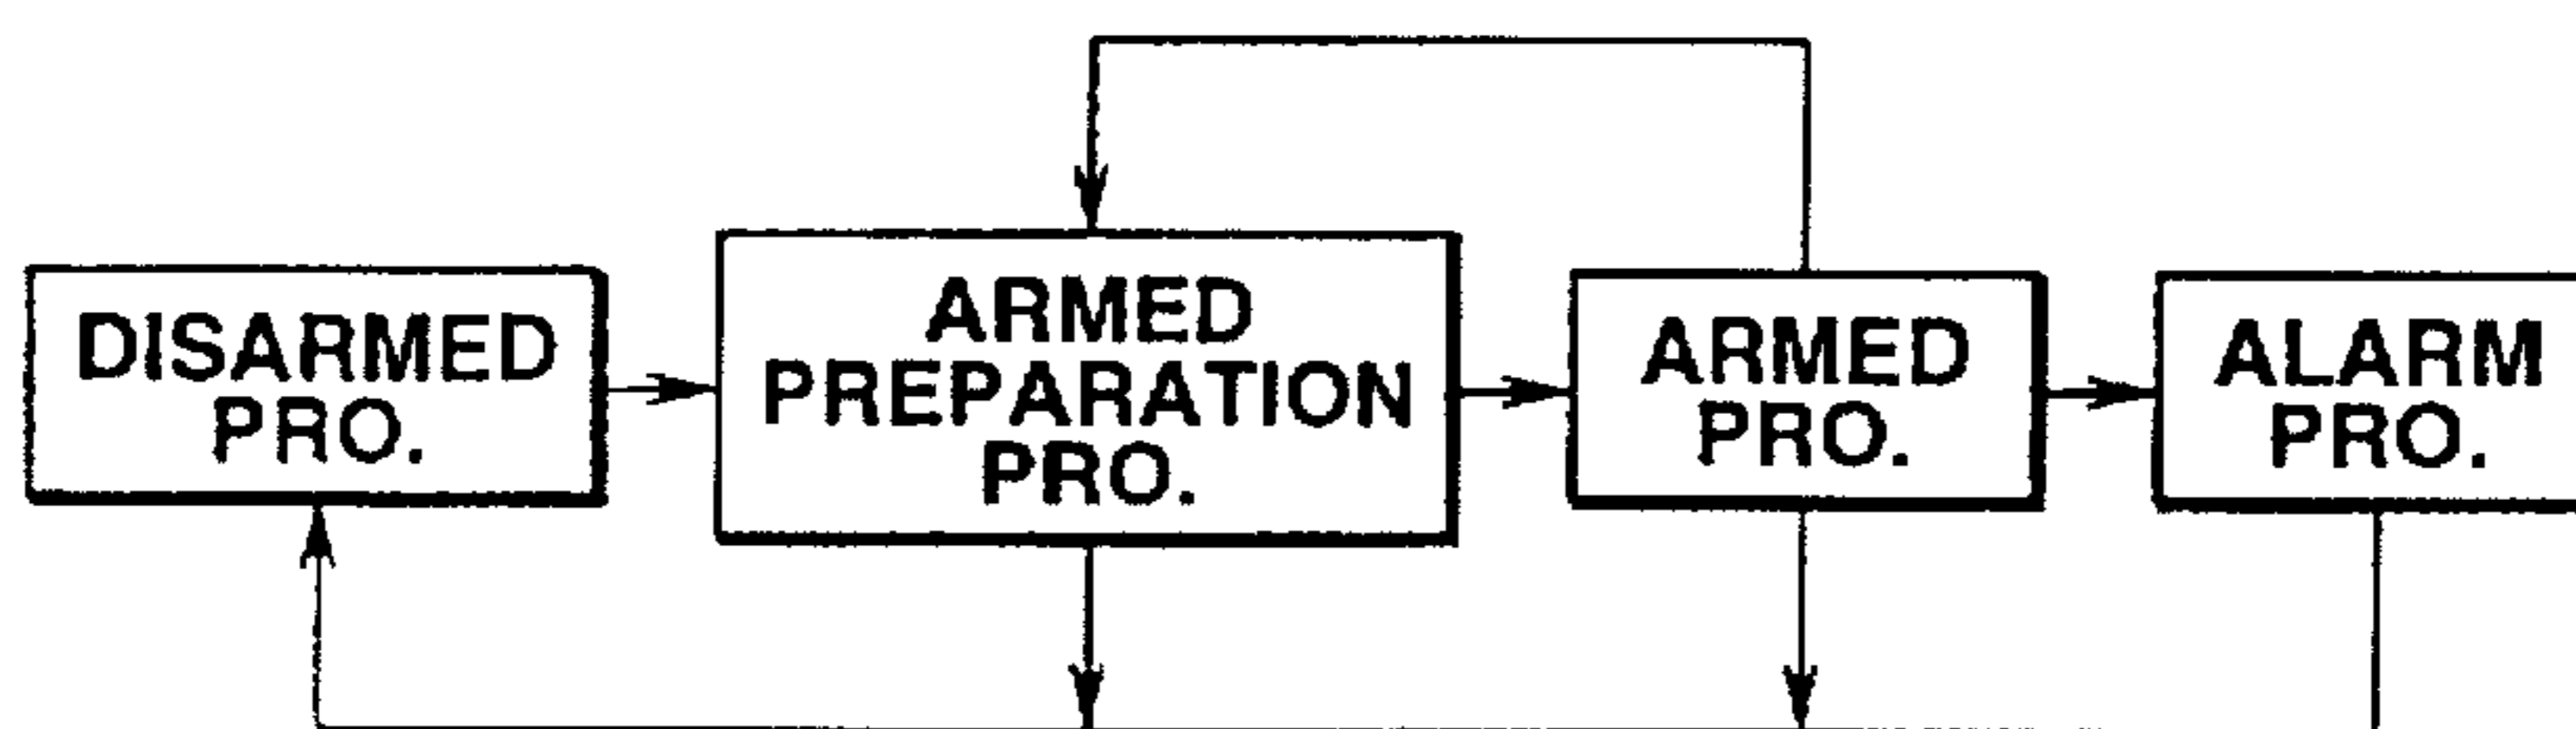 DISARMED
PRO.
ARMED
PREPARATION
PRO.
ARMED
PRO.
ALARM
PRO.